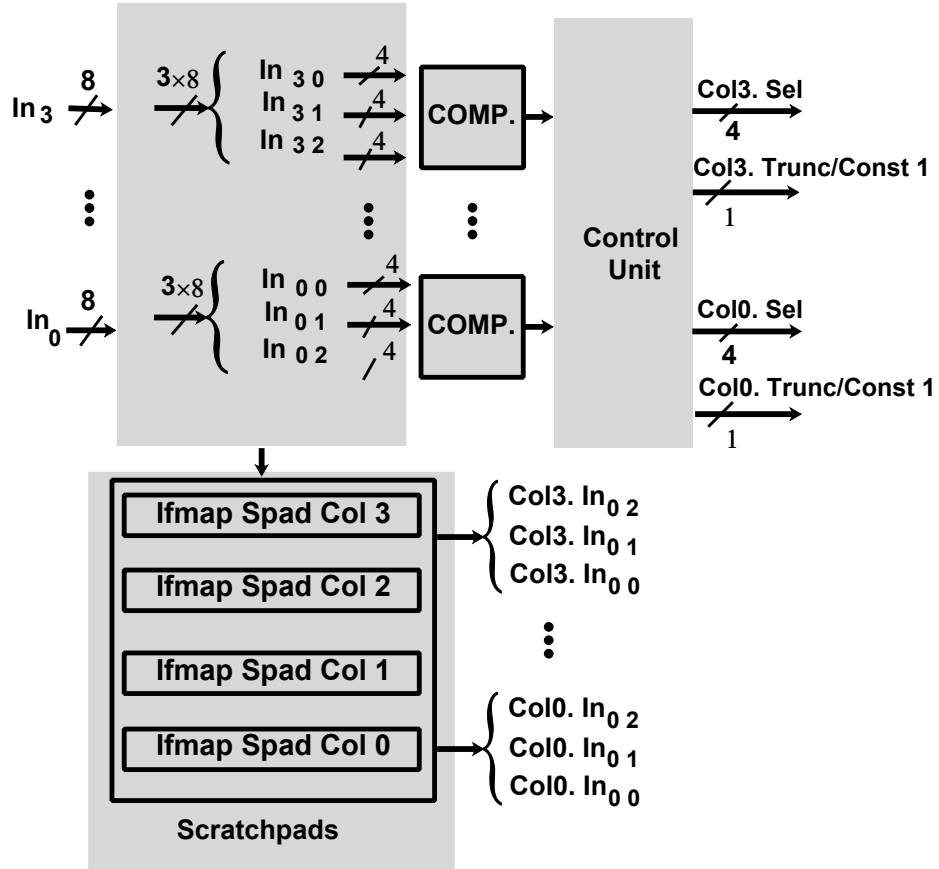 8
In 3
3×8
In 3 0
4
In 3 1
4
In 3 2
4
COMP.
Col3. Sel
4
Col3. Trunc/Const 1
1
Control
Unit
8
In 0
3×8
In 0 0
4
In 0 1
4
In 0 2
4
COMP.
Col0. Sel
4
Col0. Trunc/Const 1
1
Ifmap Spad Col 3
Ifmap Spad Col 2
Ifmap Spad Col 1
Ifmap Spad Col 0
Scratchpads
Col3. In0 2
Col3. In0 1
Col3. In0 0
Col0. In0 2
Col0. In0 1
Col0. In0 0